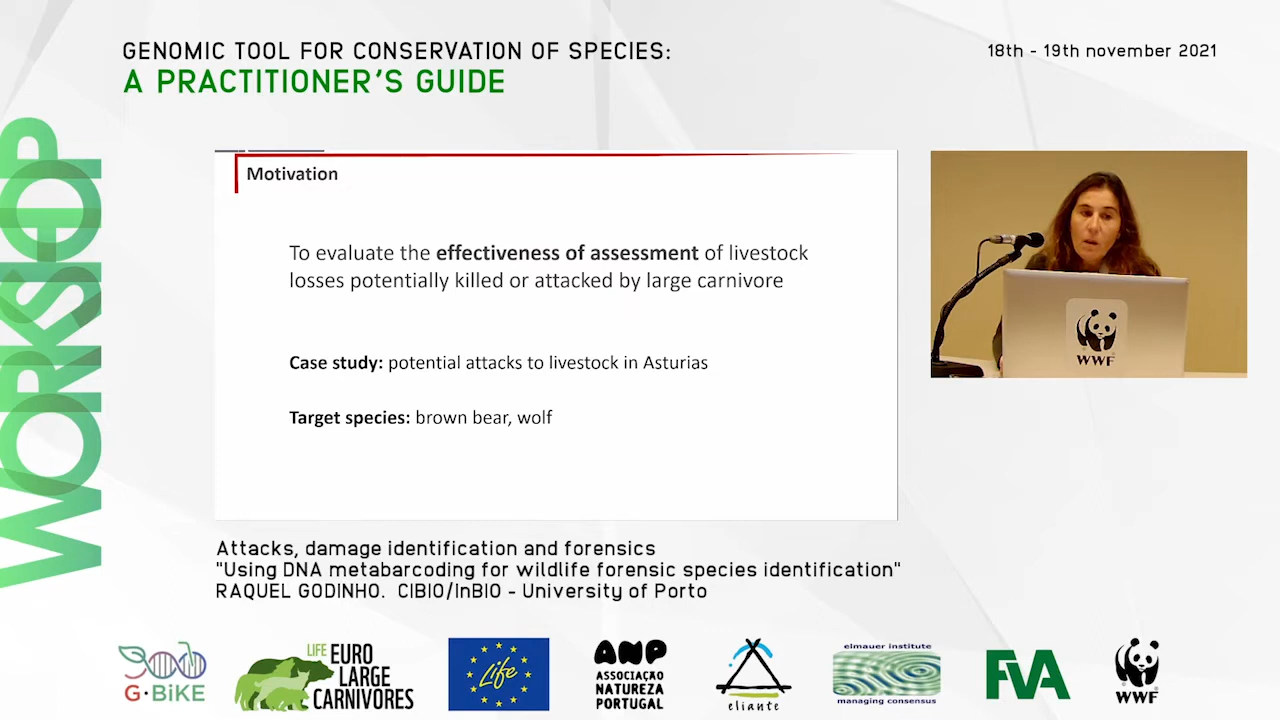 GENOMIC TOOL FOR CONSERVATION OF SPECIES:
A PRACTITIONER'S GUIDE
18th - 19th november 2021
WORKSHOP
Motivation
To evaluate the effectiveness of assessment of livestock
losses potentially killed or attacked by large carnivore
Case study: potential attacks to livestock in Asturias
Target species: brown bear, wolf
WWF
Attacks, damage identification and forensics
"Using DNA metabarcoding for wildlife forensic species identification"
RAQUEL GODINHO. CIBIO/InBIO - University of Porto
G·BiKE
LIFE EURO
LARGE
CARNIVORES
Life
ANP
ASSOCIAÇÃO
NATUREZA
PORTUGAL
eliante
elmauer institute
managing consensus
FVA
WWF